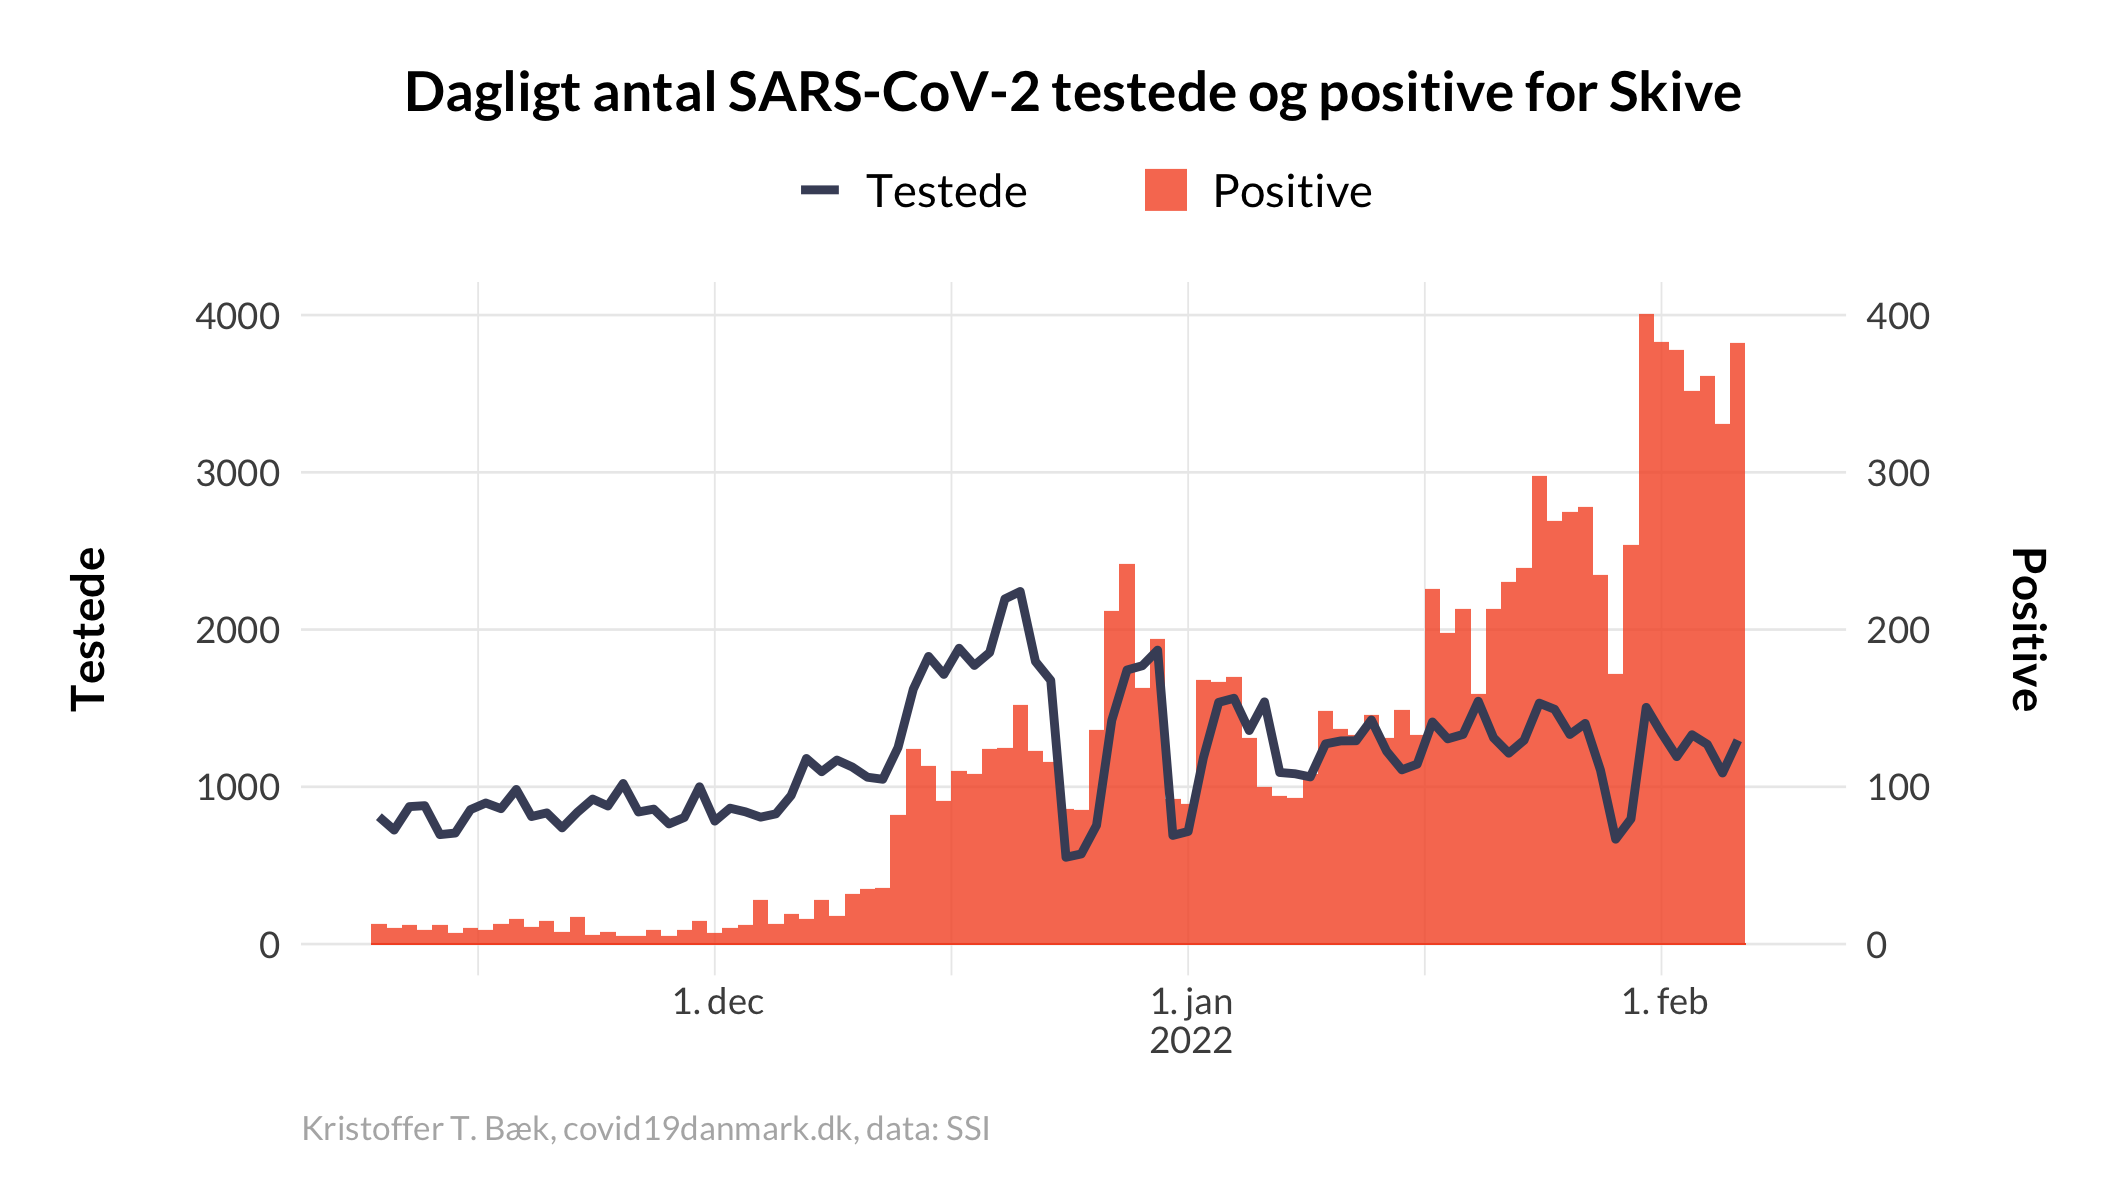 Dagligt antal SARS-CoV-2 testede og positive for Skive
Testede
Positive
4000
3000
2000
1000
0
Testede
400
300
200
100
0
Positive
1. dec
1. jan
2022
1. feb
Kristoffer T. Bæk, covid19danmark.dk, data: SSI